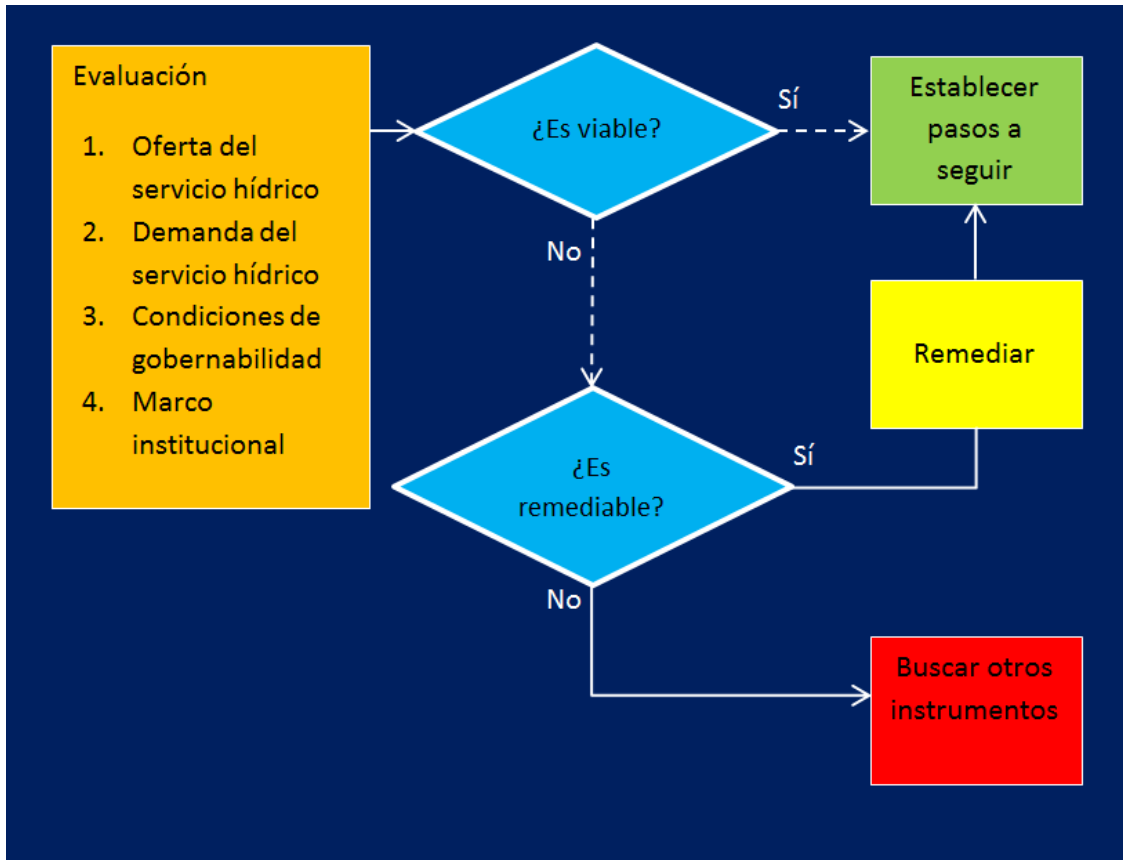 Evaluación
1. Oferta del
servicio hídrico
2. Demanda del
servicio hídrico
3. Condiciones de
gobernabilidad
4. Marco
institucional
¿Es viable?
Sí
Establecer
pasos a
seguir
No
Remediar
¿Es
remediable?
Sí
No
Buscar otros
instrumentos